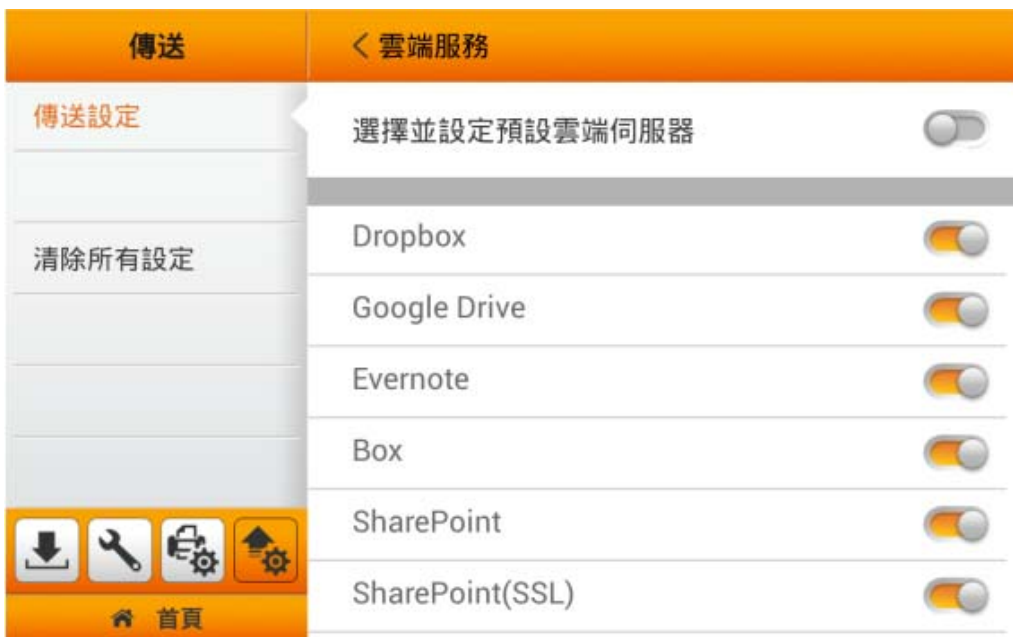 傳送
傳送設定
清除所有設定
首頁
雲端服務
選擇並設定預設雲端伺服器
Dropbox
Google Drive
Evernote
Box
SharePoint
SharePoint(SSL)